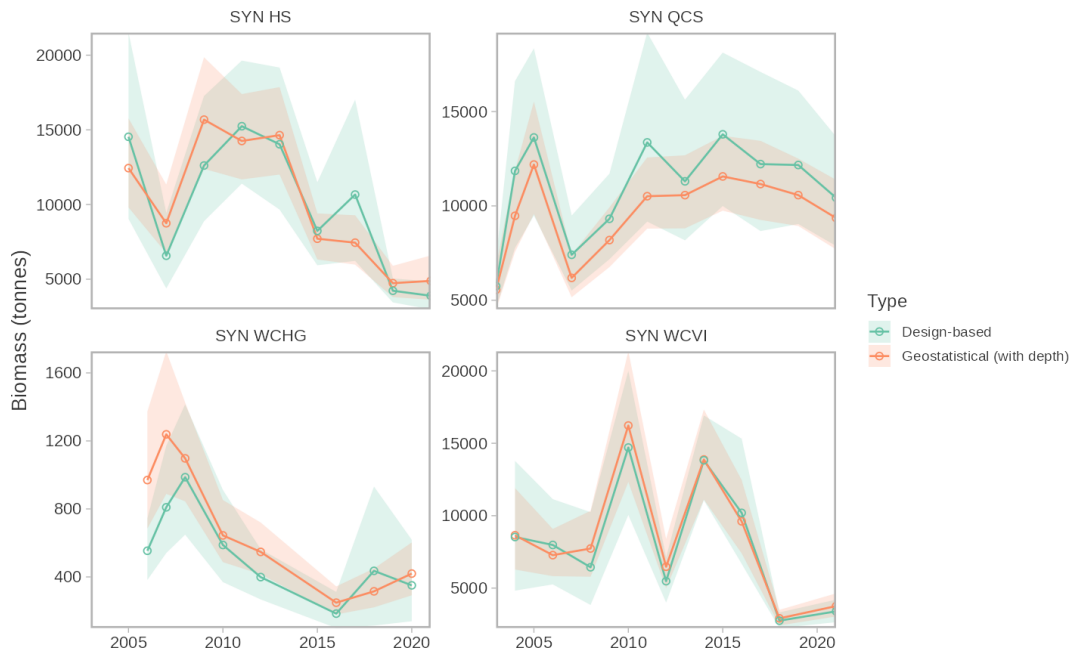 SYN HS
SYN QCS
20000
15000
10000
5000
15000
10000
5000
SYN WCHG
SYN WCVI
1600
1200
800
400
20000
15000
10000
5000
2005
2010
2015
2020
2005
2010
2015
2020
Biomass (tonnes)
Type
Design-based
Geostatistical (with depth)